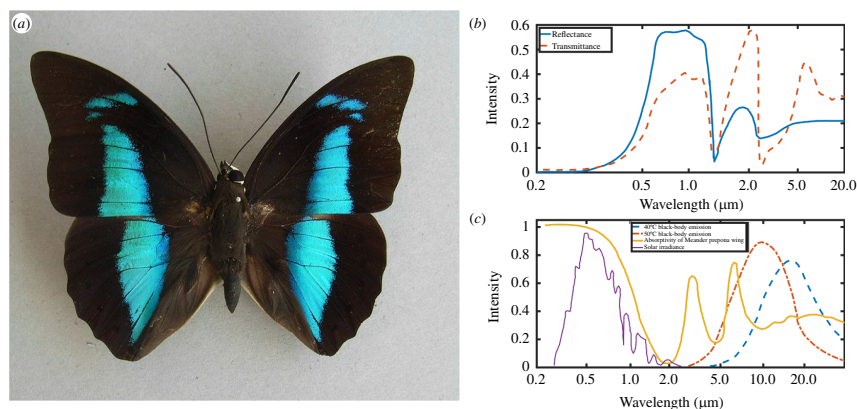 (a)
(b)
0.6
0.5
0.4
0.3
0.2
0.1
0
Intensity
Reflectance
Transmittance
0.2 0.5 1.0 2.0 5.0 20.0
Wavelength (μm)
(c)
1
0.8
0.6
0.4
0.2
0
Intensity
40°C black-body emission
50°C black-body emission
Absorptivity of Meander prepona wing
Solar irradiance
0.2 0.5 1.0 2.0 5.0 10.0 20.0
Wavelength (μm)